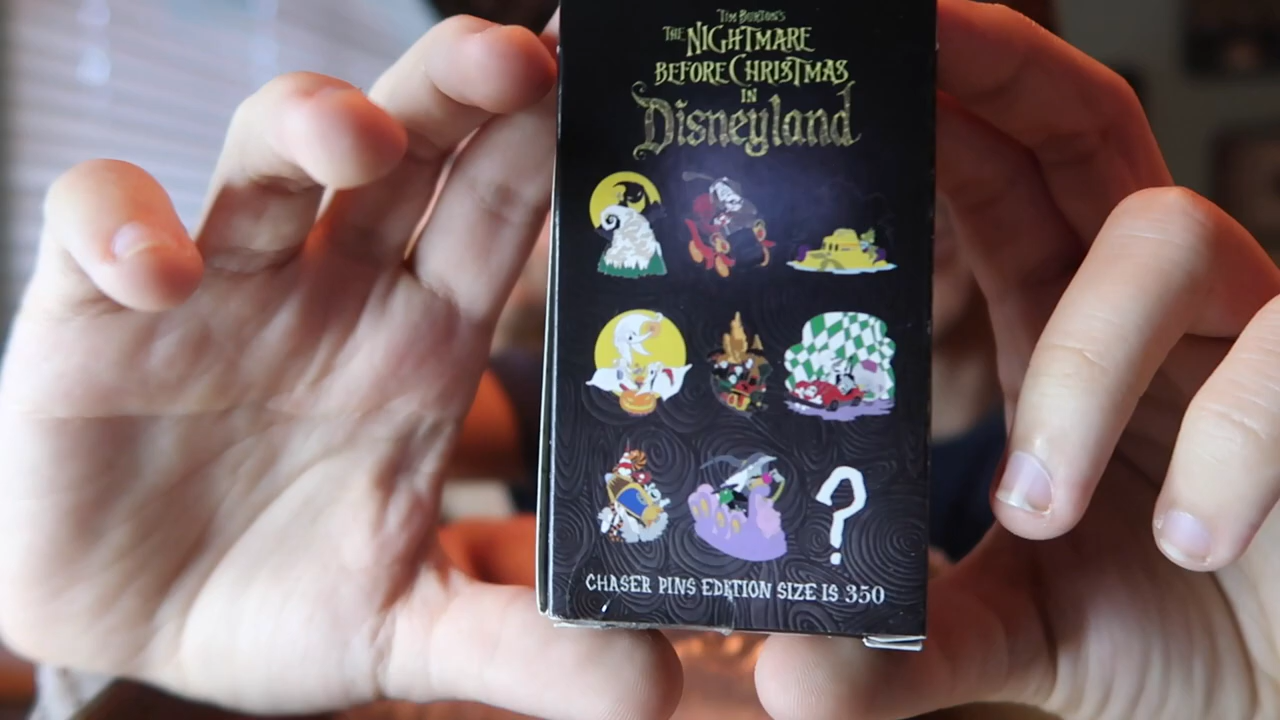 TIM BURTON'S
THE NIGHTMARE
BEFORE CHRISTMAS
IN
Disneyland
?
CHASER PINS EDITION SIZE IS 350